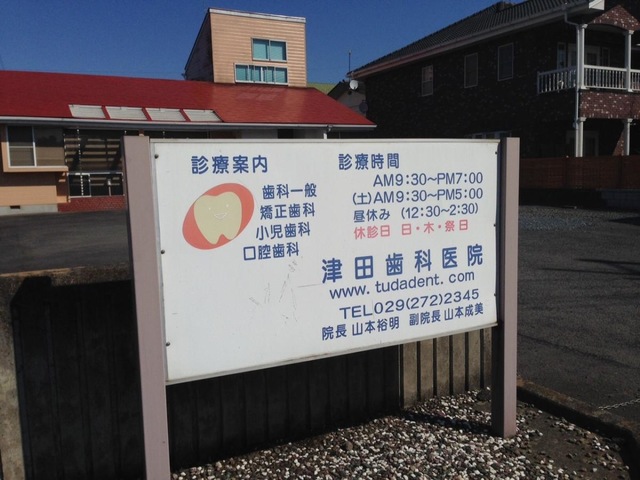 診療案内
歯科一般
矯正歯科
小児歯科
口腔歯科
診療時間
AM9:30～PM7:00
(土)AM9:30～PM5:00
昼休み (12:30～2:30)
休診日 日・木・祭日
津田歯科医院
www.tudadent.com
TEL029(272)2345
院長 山本裕明 副院長 山本成美